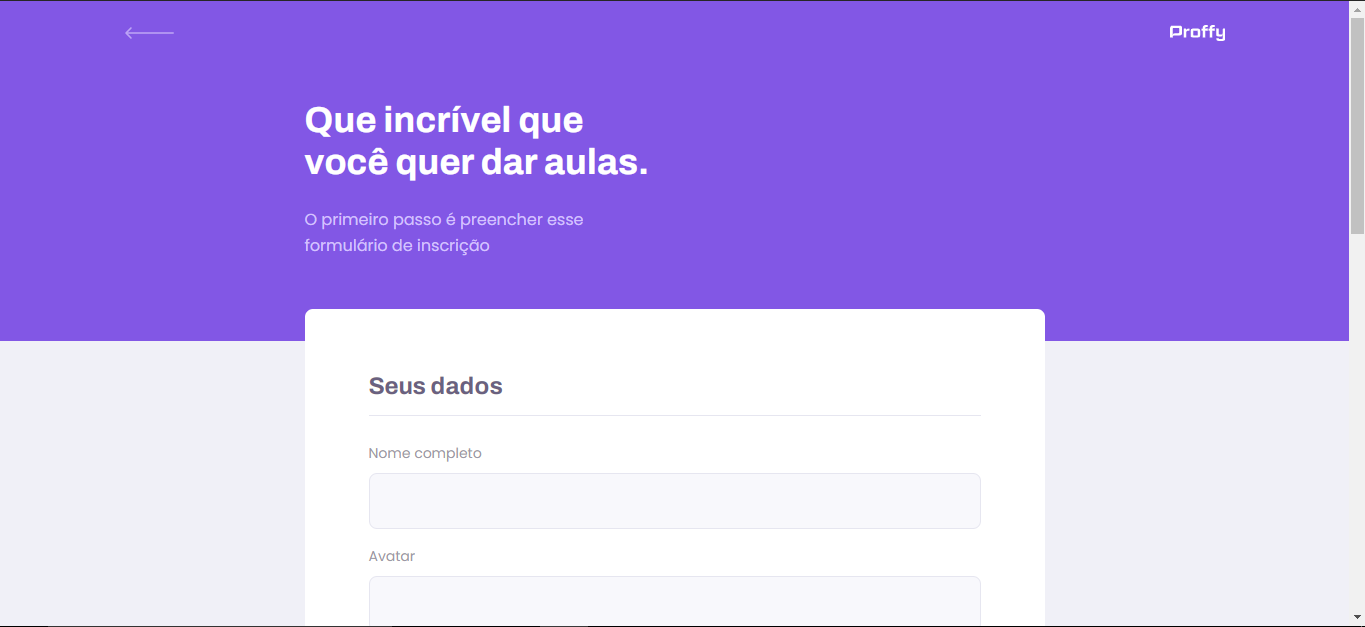 Proffy
Que incrível que
você quer dar aulas.
O primeiro passo é preencher esse
formulário de inscrição
Seus dados
Nome completo
Avatar